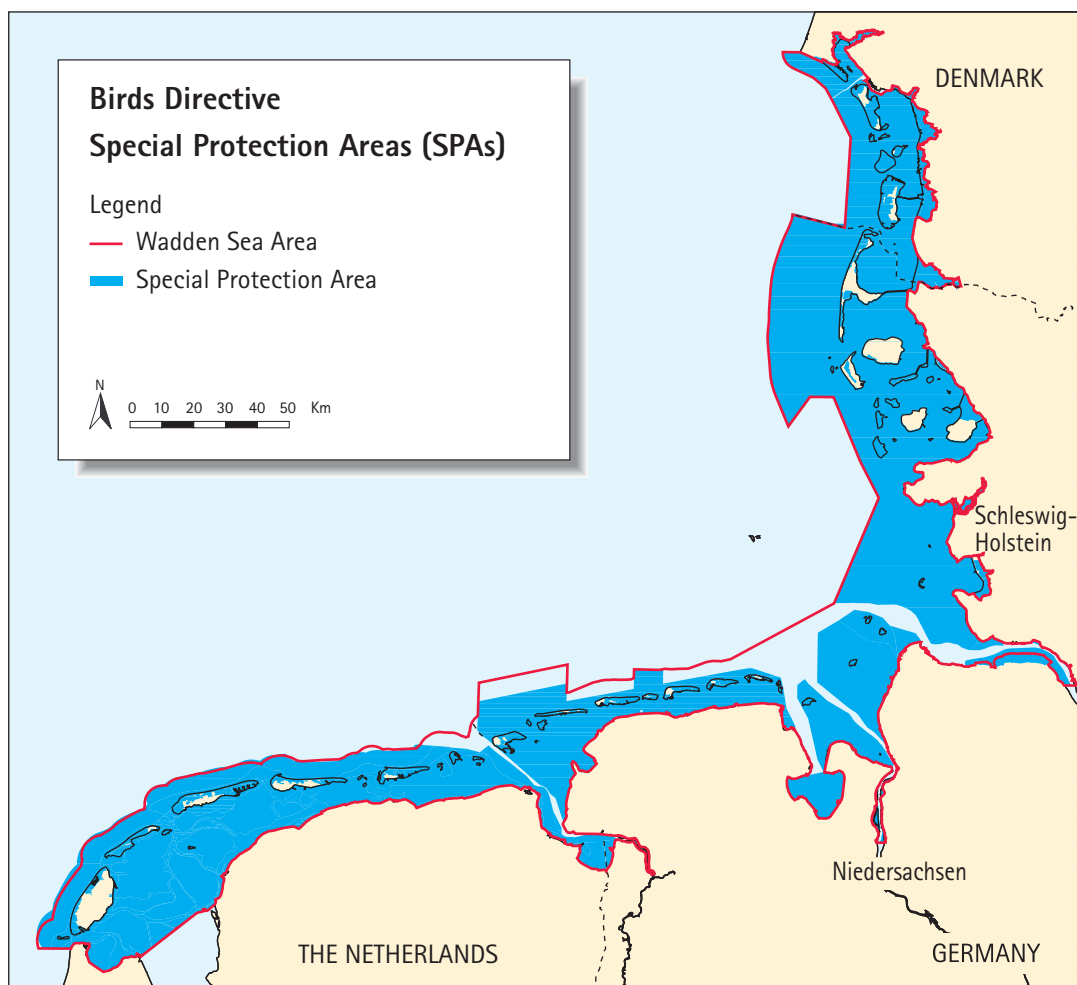 Birds Directive
Special Protection Areas (SPAs)
Legend
Wadden Sea Area
Special Protection Area
N
0 10 20 30 40 50 Km
DENMARK
Schleswig-
Holstein
Niedersachsen
THE NETHERLANDS
GERMANY